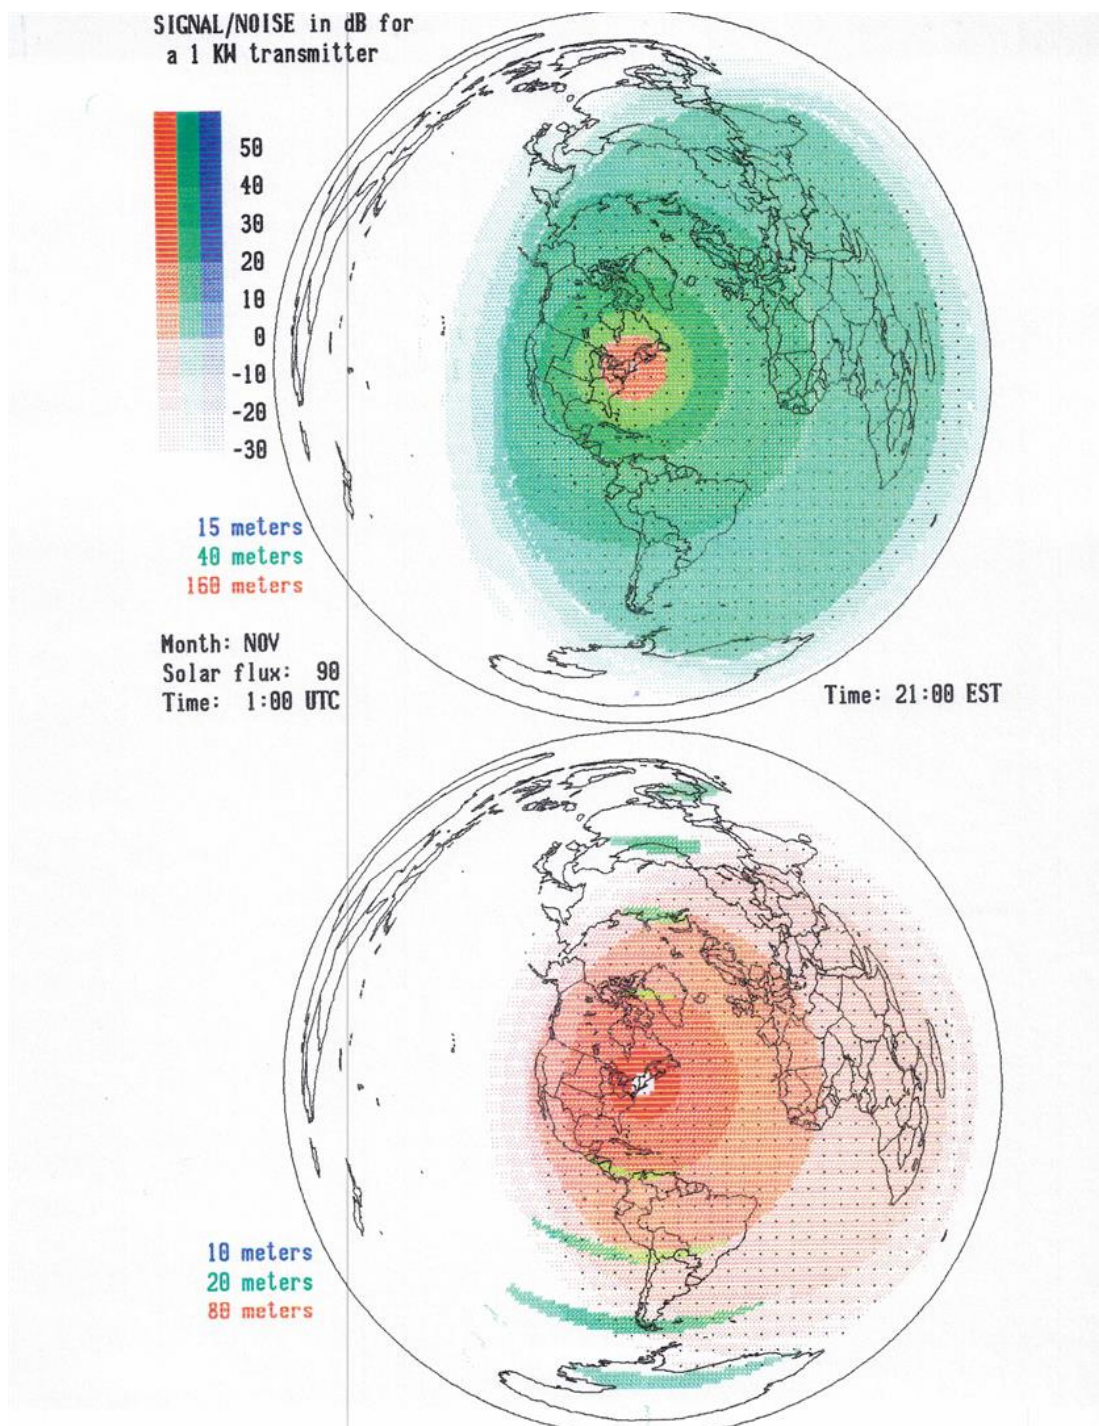 SIGNAL/NOISE in dB for
a 1 KW transmitter
50
40
30
20
10
0
-10
-20
-30
15 meters
40 meters
160 meters
Month: NOV
Solar flux: 90
Time: 1:00 UTC
Time: 21:00 EST
10 meters
20 meters
80 meters